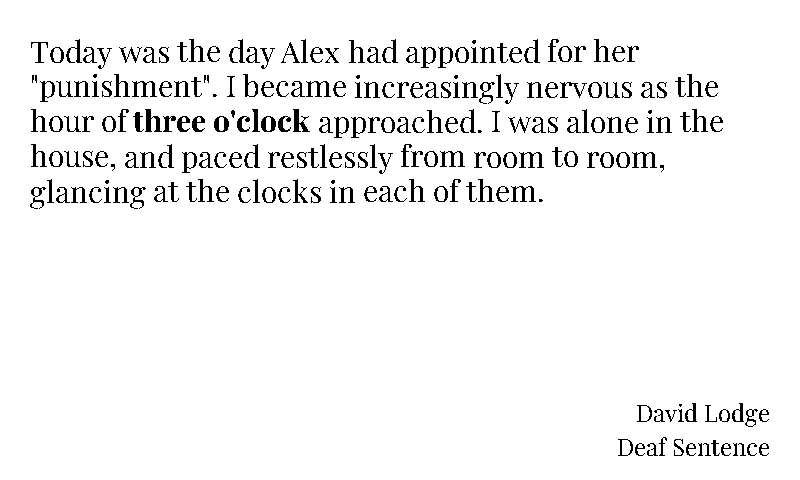 Today was the day Alex had appointed for her
"punishment". I became increasingly nervous as the
hour of three o'clock approached. I was alone in the
house, and paced restlessly from room to room,
glancing at the clocks in each of them.
David Lodge
Deaf Sentence